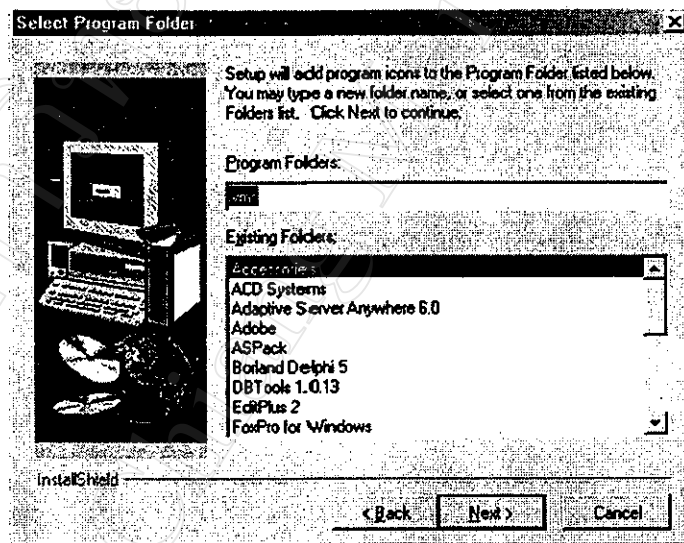 Select Program Folder
Setup will add program icons to the Program Folder listed below.
You may type a new folder name, or select one from the existing
Folders list. Click Next to continue.
Program Folders:
Existing Folders:
Accessories
ACD Systems
Adaptive Server Anywhere 6.0
Adobe
ASPack
Borland Delphi 5
DBTools 1.0.13
EditPlus 2
FoxPro for Windows
InstallShield
< Back
Next >
Cancel